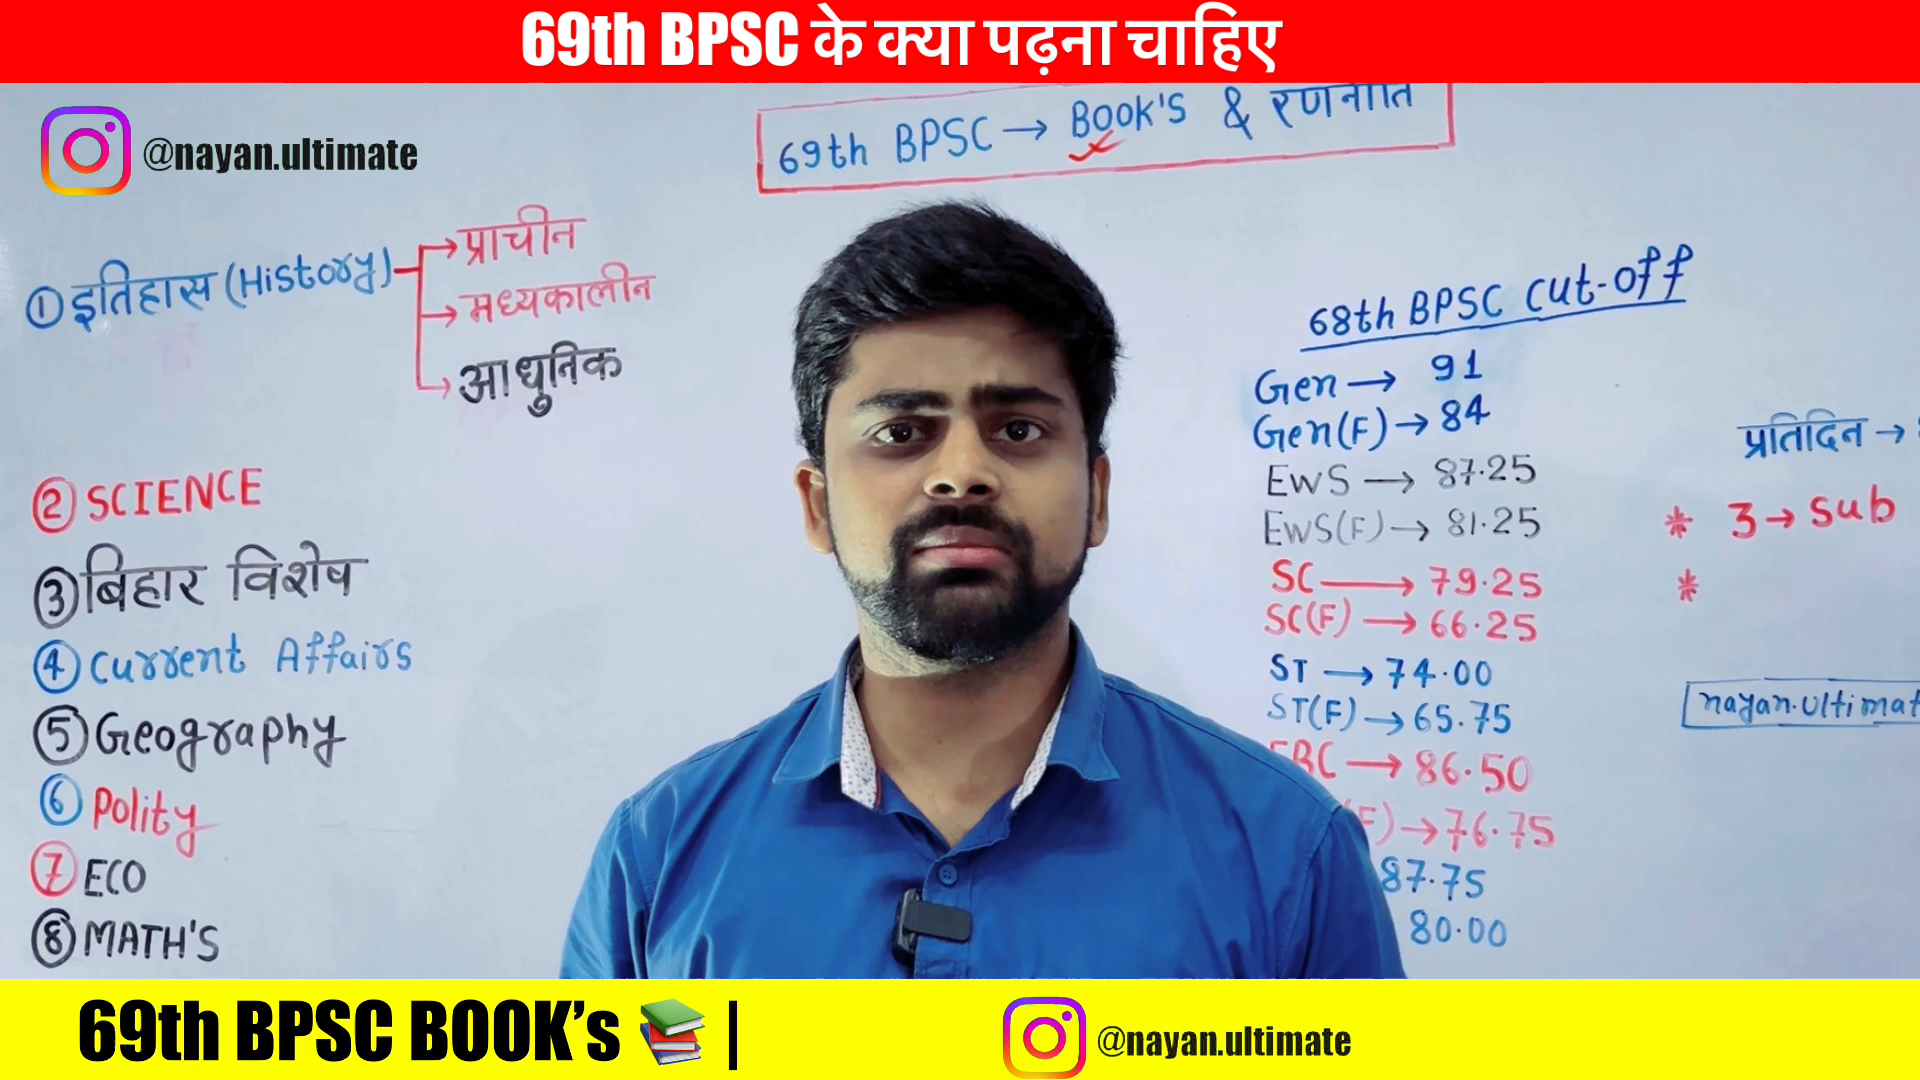 69th BPSC के क्या पढ़ना चाहिए
@nayan.ultimate
69th BPSC → Book's & रणनीति
① इतिहास (History)
→ प्राचीन
→ मध्यकालीन
→ आधुनिक
② SCIENCE
③ बिहार विशेष
④ Current Affairs
⑤ Geography
⑥ Polity
⑦ ECO
⑧ MATH'S
68th BPSC Cut-off
Gen → 91
Gen(F) → 84
EWS → 87.25
EWS(F) → 81.25
SC → 79.25
SC(F) → 66.25
ST → 74.00
ST(F) → 65.75
EBC → 86.50
(F) → 76.75
87.75
80.00
प्रतिदिन →
* 3 → Sub
*
nayan.ultimat
69th BPSC BOOK's |
@nayan.ultimate